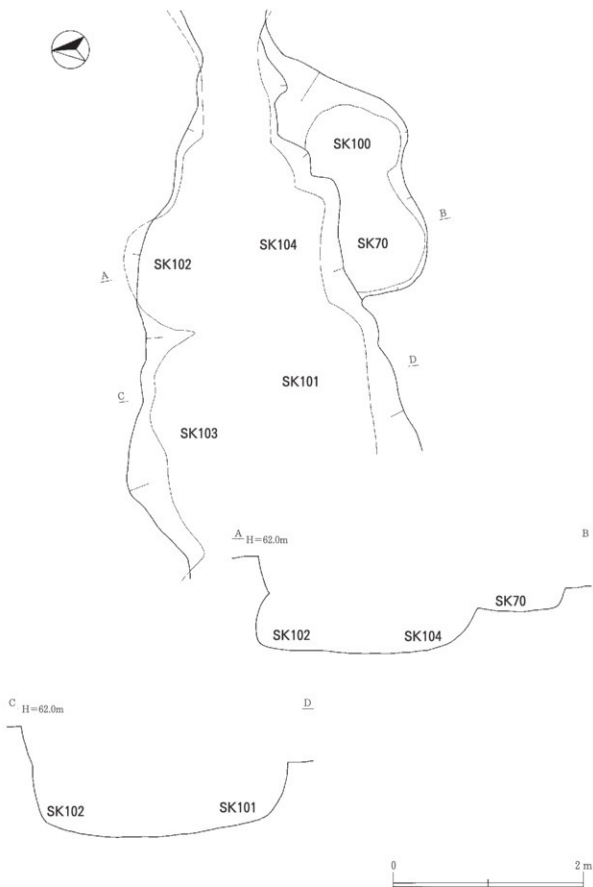 SK100
B
SK104
SK70
SK102
A
D
SK101
C
SK103
A H=62.0m
B
SK70
SK102
SK104
C H=62.0m
D
SK102
SK101
0
2 m